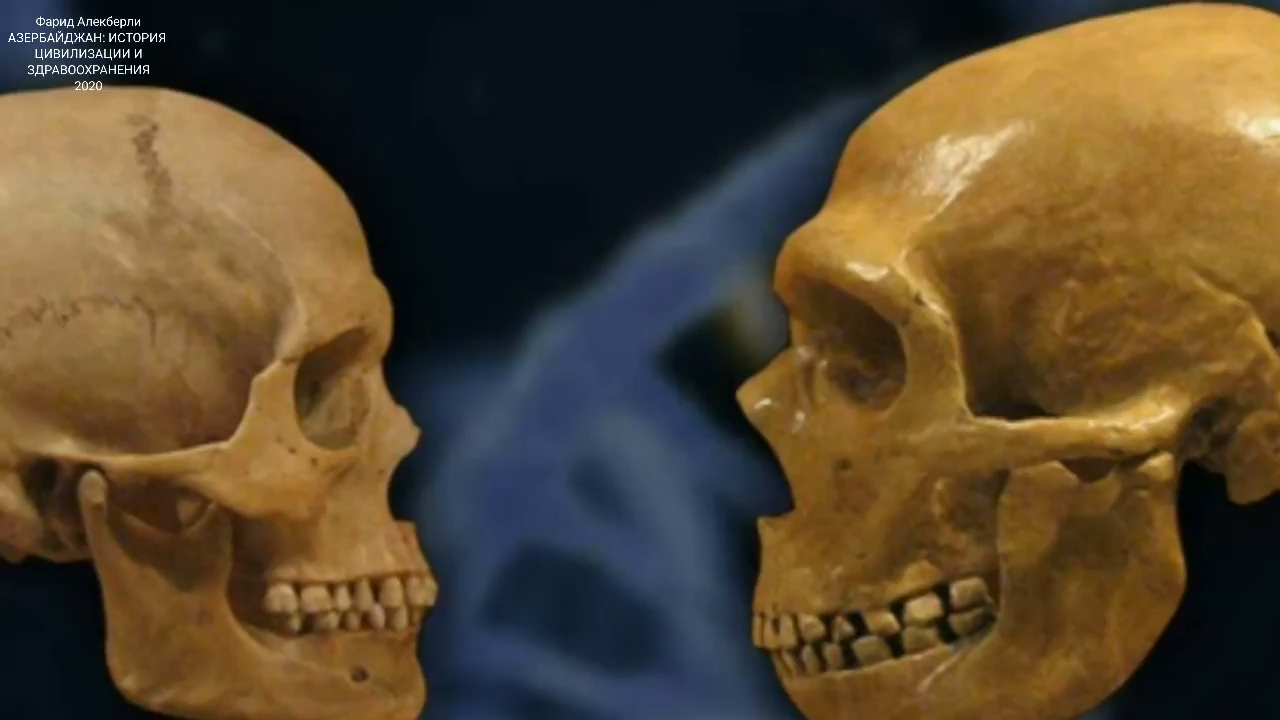 Фарид Алекберли
АЗЕРБАЙДЖАН: ИСТОРИЯ
ЦИВИЛИЗАЦИИ И
ЗДРАВООХРАНЕНИЯ
2020